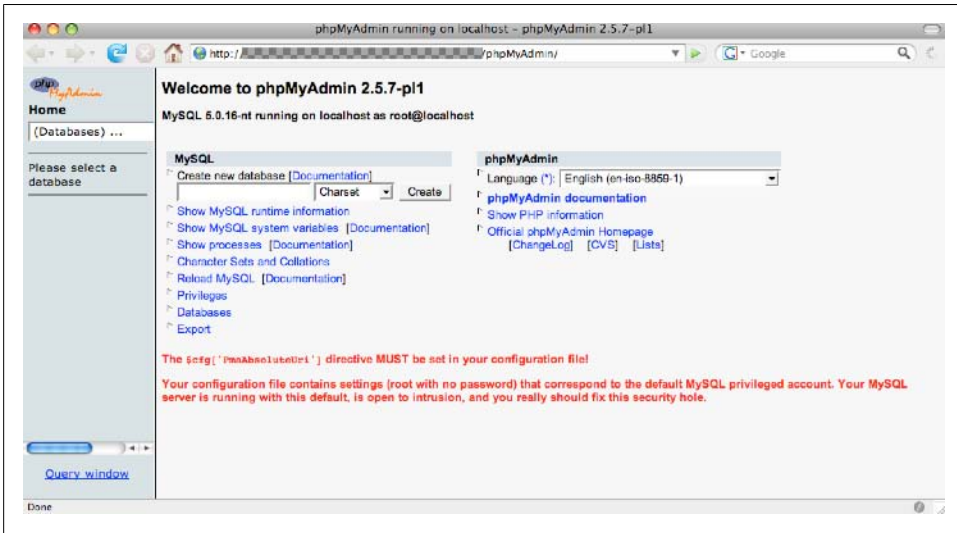 phpMyAdmin running on localhost - phpMyAdmin 2.5.7-pl1
http:// /phpMyAdmin/
Google
php
MyAdmin
Home
(Databases) ...
Please select a
database
Query window
Welcome to phpMyAdmin 2.5.7-pl1
MySQL 5.0.16-nt running on localhost as root@localhost
MySQL
Create new database [Documentation]
Charset Create
Show MySQL runtime information
Show MySQL system variables [Documentation]
Show processes [Documentation]
Character Sets and Collations
Reload MySQL [Documentation]
Privileges
Databases
Export
phpMyAdmin
Language (*): English (en-iso-8859-1)
phpMyAdmin documentation
Show PHP information
Official phpMyAdmin Homepage
[ChangeLog] [CVS] [Lists]
The $cfg['PmaAbsoluteUri'] directive MUST be set in your configuration file!
Your configuration file contains settings (root with no password) that correspond to the default MySQL privileged account. Your MySQL
server is running with this default, is open to intrusion, and you really should fix this security hole.
Done